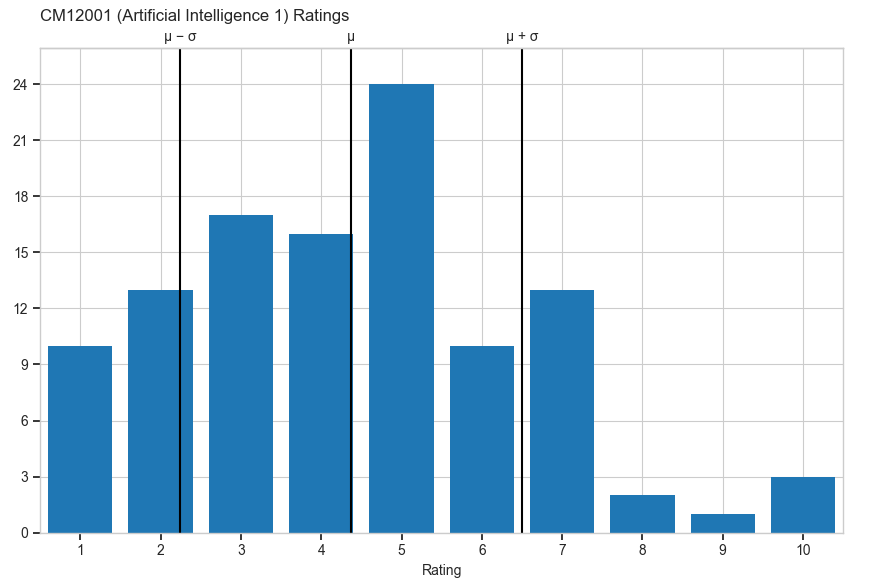 CM12001 (Artificial Intelligence 1) Ratings
μ − σ μ μ + σ
24
21
18
15
12
9
6
3
0
1 2 3 4 5 6 7 8 9 10
Rating